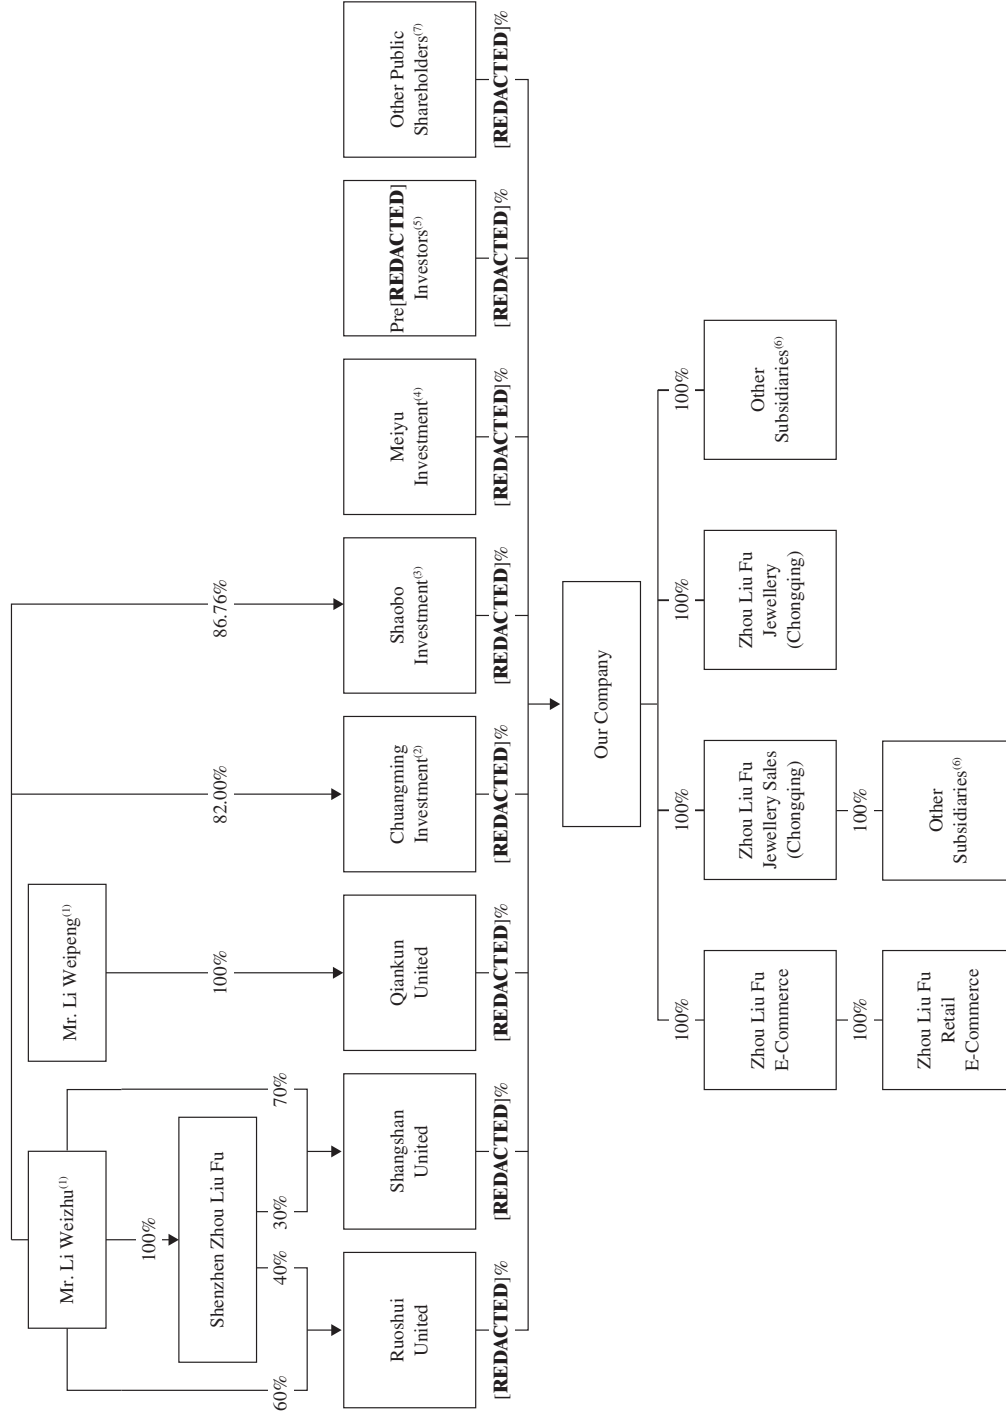 Mr. Li Weizhu(1)
Mr. Li Weipeng(1)
100%
Shenzhen Zhou Liu Fu
60%
40%
30%
70%
100%
82.00%
86.76%
Ruoshui
United
Shangshan
United
Qiankun
United
Chuangming
Investment(2)
Shaobo
Investment(3)
Meiyu
Investment(4)
Pre[REDACTED]
Investors(5)
Other Public
Shareholders(7)
[REDACTED]%
[REDACTED]%
[REDACTED]%
[REDACTED]%
[REDACTED]%
[REDACTED]%
[REDACTED]%
[REDACTED]%
Our Company
100%
100%
100%
100%
Zhou Liu Fu
E-Commerce
Zhou Liu Fu
Jewellery Sales
(Chongqing)
Zhou Liu Fu
Jewellery
(Chongqing)
Other
Subsidiaries(6)
100%
100%
Zhou Liu Fu
Retail
E-Commerce
Other
Subsidiaries(6)